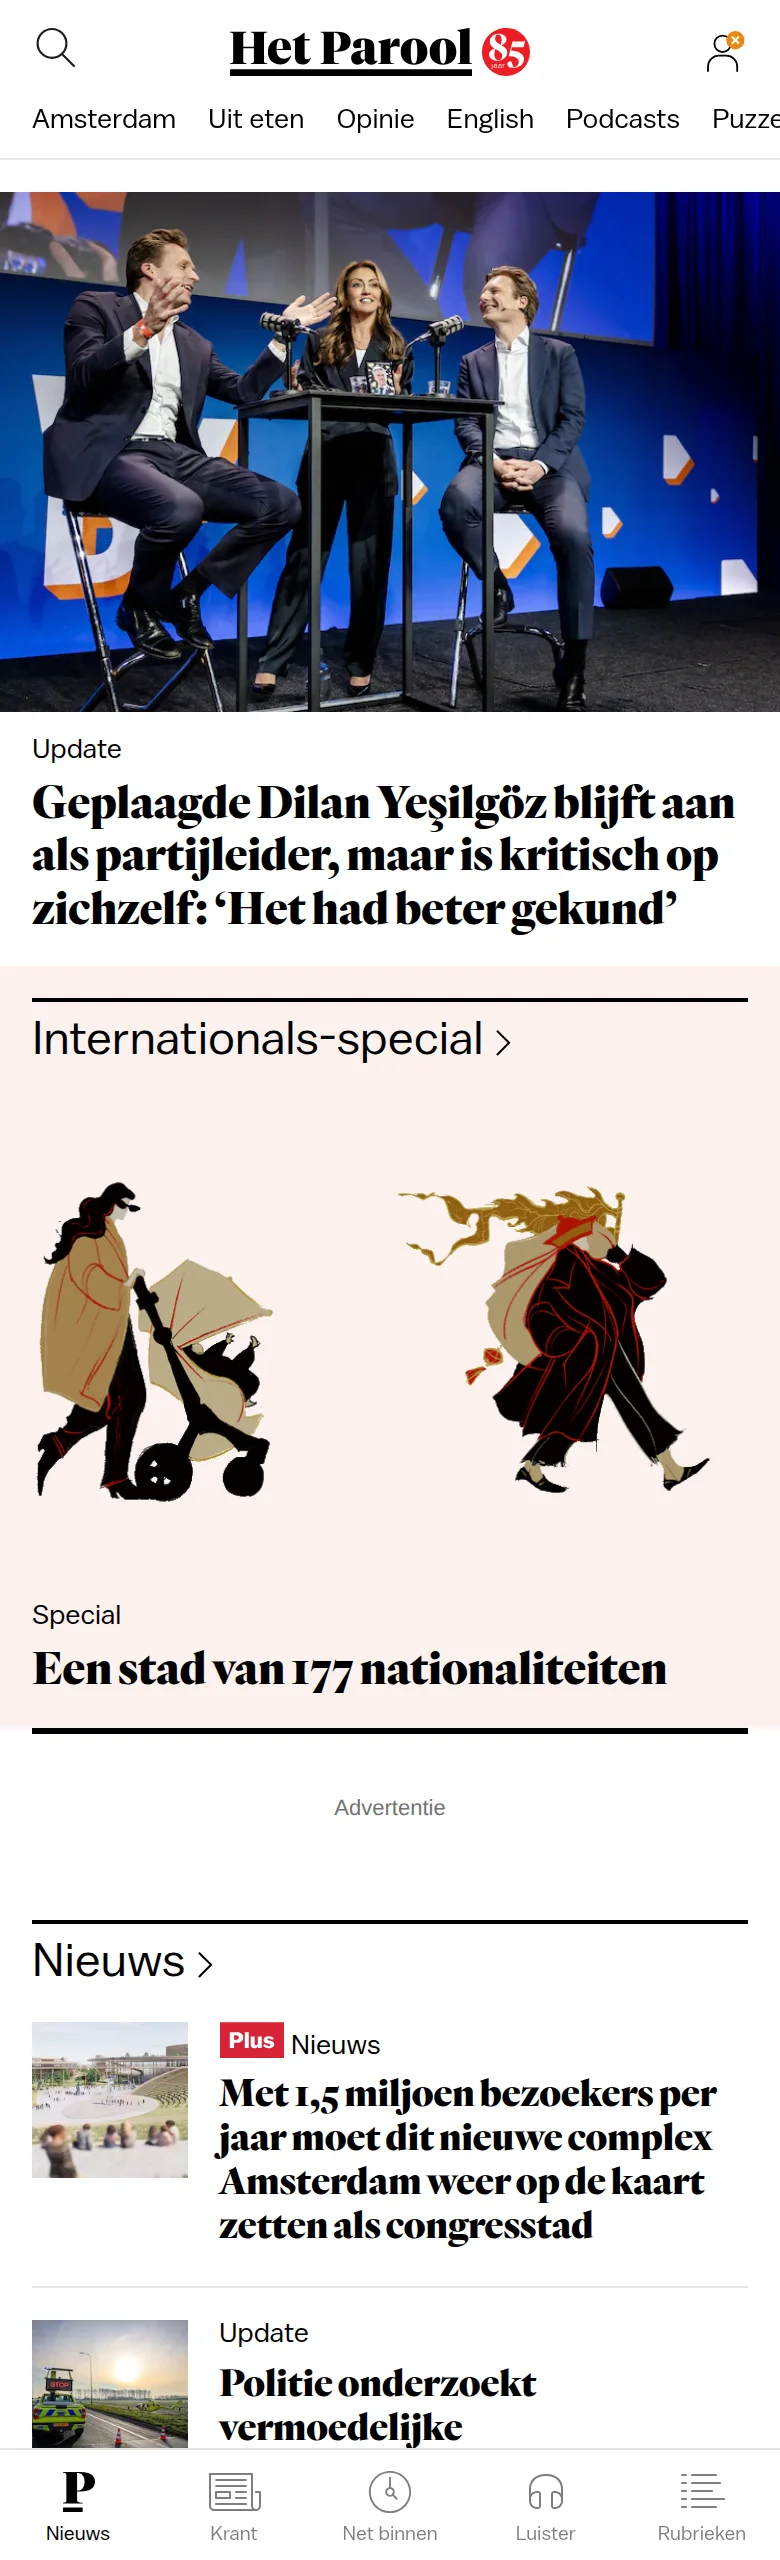 Het Parool
85
jaar
Amsterdam Uit eten Opinie English Podcasts Puzze
Update
Geplaagde Dilan Yeşilgöz blijft aan
als partijleider, maar is kritisch op
zichzelf: ‘Het had beter gekund’
Internationals-special
Special
Een stad van 177 nationaliteiten
Advertentie
Nieuws
Plus Nieuws
Met 1,5 miljoen bezoekers per
jaar moet dit nieuwe complex
Amsterdam weer op de kaart
zetten als congresstad
STOP
Update
Politie onderzoekt
vermoedelijke
P
Nieuws Krant Net binnen Luister Rubrieken